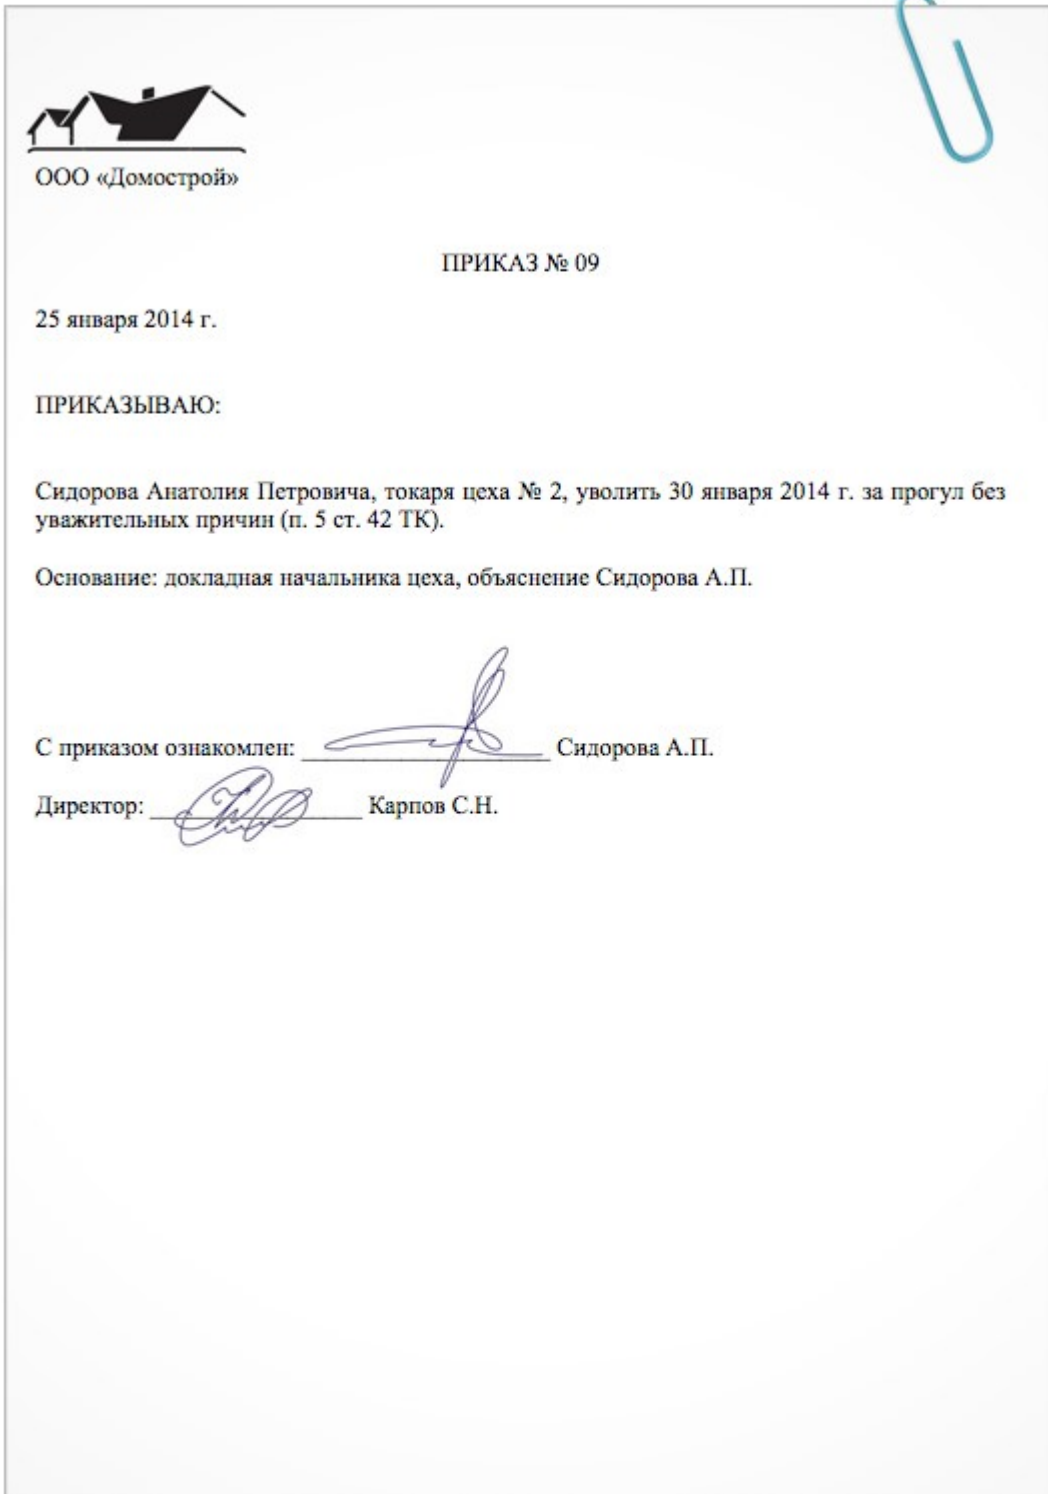 ООО «Домострой»
ПРИКАЗ № 09
25 января 2014 г.
ПРИКАЗЫВАЮ:
Сидорова Анатолия Петровича, токаря цеха № 2, уволить 30 января 2014 г. за прогул без
уважительных причин (п. 5 ст. 42 ТК).
Основание: докладная начальника цеха, объяснение Сидорова А.П.
С приказом ознакомлен: Сидорова А.П.
Директор: Карпов С.Н.